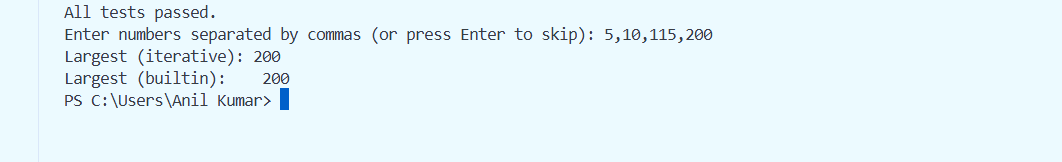 All tests passed.
Enter numbers separated by commas (or press Enter to skip): 5,10,115,200
Largest (iterative): 200
Largest (builtin):    200
PS C:\Users\Anil Kumar>